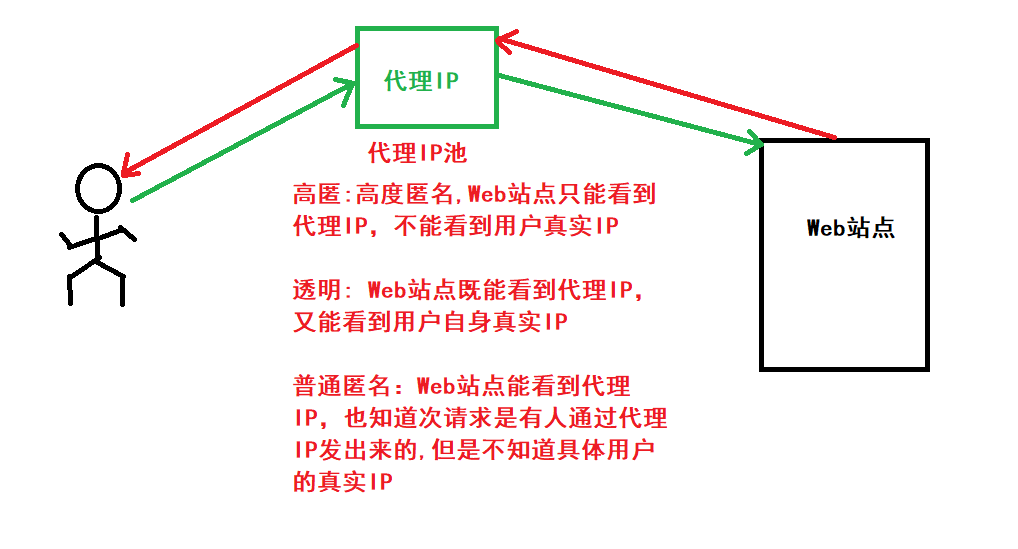 代理IP
代理IP池
高匿:高度匿名,Web站点只能看到
代理IP，不能看到用户真实IP
Web站点
透明: Web站点既能看到代理IP，
又能看到用户自身真实IP
普通匿名：Web站点能看到代理
IP，也知道次请求是有人通过代理
IP发出来的,但是不知道具体用户
的真实IP